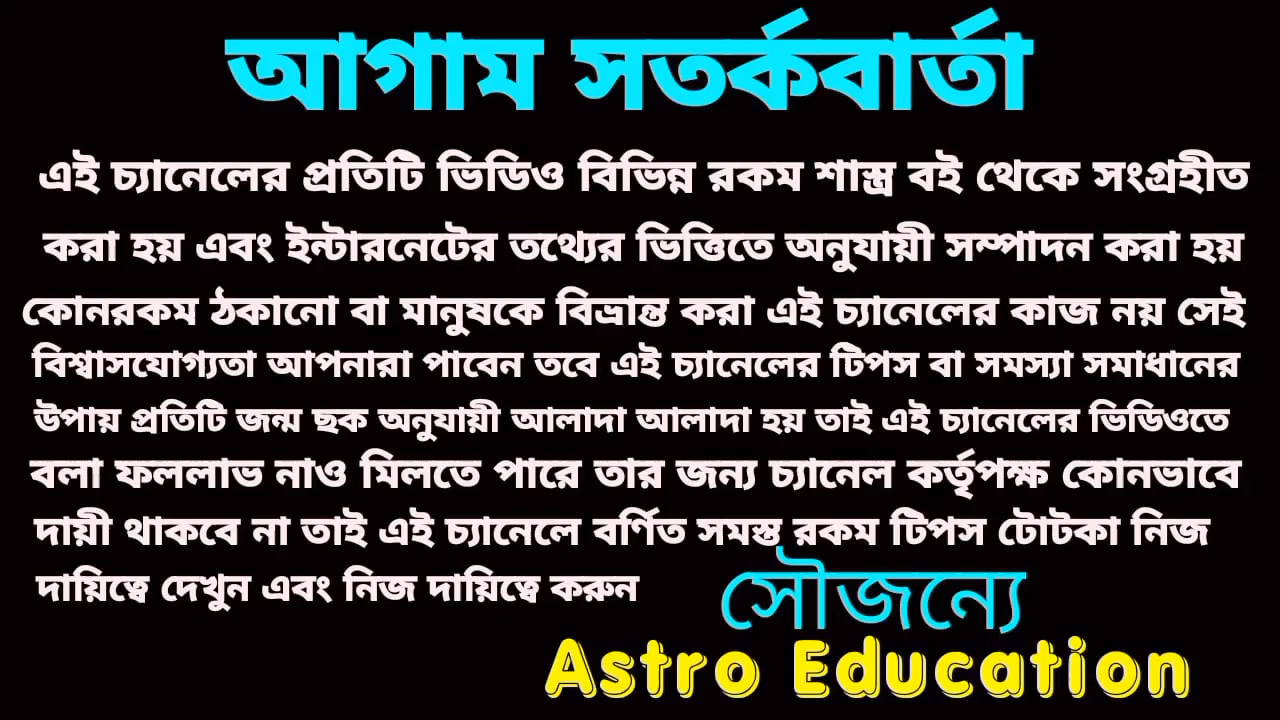 আগাম সতর্কবার্তা
এই চ্যানেলের প্রতিটি ভিডিও বিভিন্ন রকম শাস্ত্র বই থেকে সংগ্রহীত
করা হয় এবং ইন্টারনেটের তথ্যের ভিত্তিতে অনুযায়ী সম্পাদন করা হয়
কোনরকম ঠকানো বা মানুষকে বিভ্রান্ত করা এই চ্যানেলের কাজ নয় সেই
বিশ্বাসযোগ্যতা আপনারা পাবেন তবে এই চ্যানেলের টিপস বা সমস্যা সমাধানের
উপায় প্রতিটি জন্ম ছক অনুযায়ী আলাদা আলাদা হয় তাই এই চ্যানেলের ভিডিওতে
বলা ফললাভ নাও মিলতে পারে তার জন্য চ্যানেল কর্তৃপক্ষ কোনভাবে
দায়ী থাকবে না তাই এই চ্যানেলে বর্ণিত সমস্ত রকম টিপস টোটকা নিজ
দায়িত্বে দেখুন এবং নিজ দায়িত্বে করুন
সৌজন্যে
Astro Education